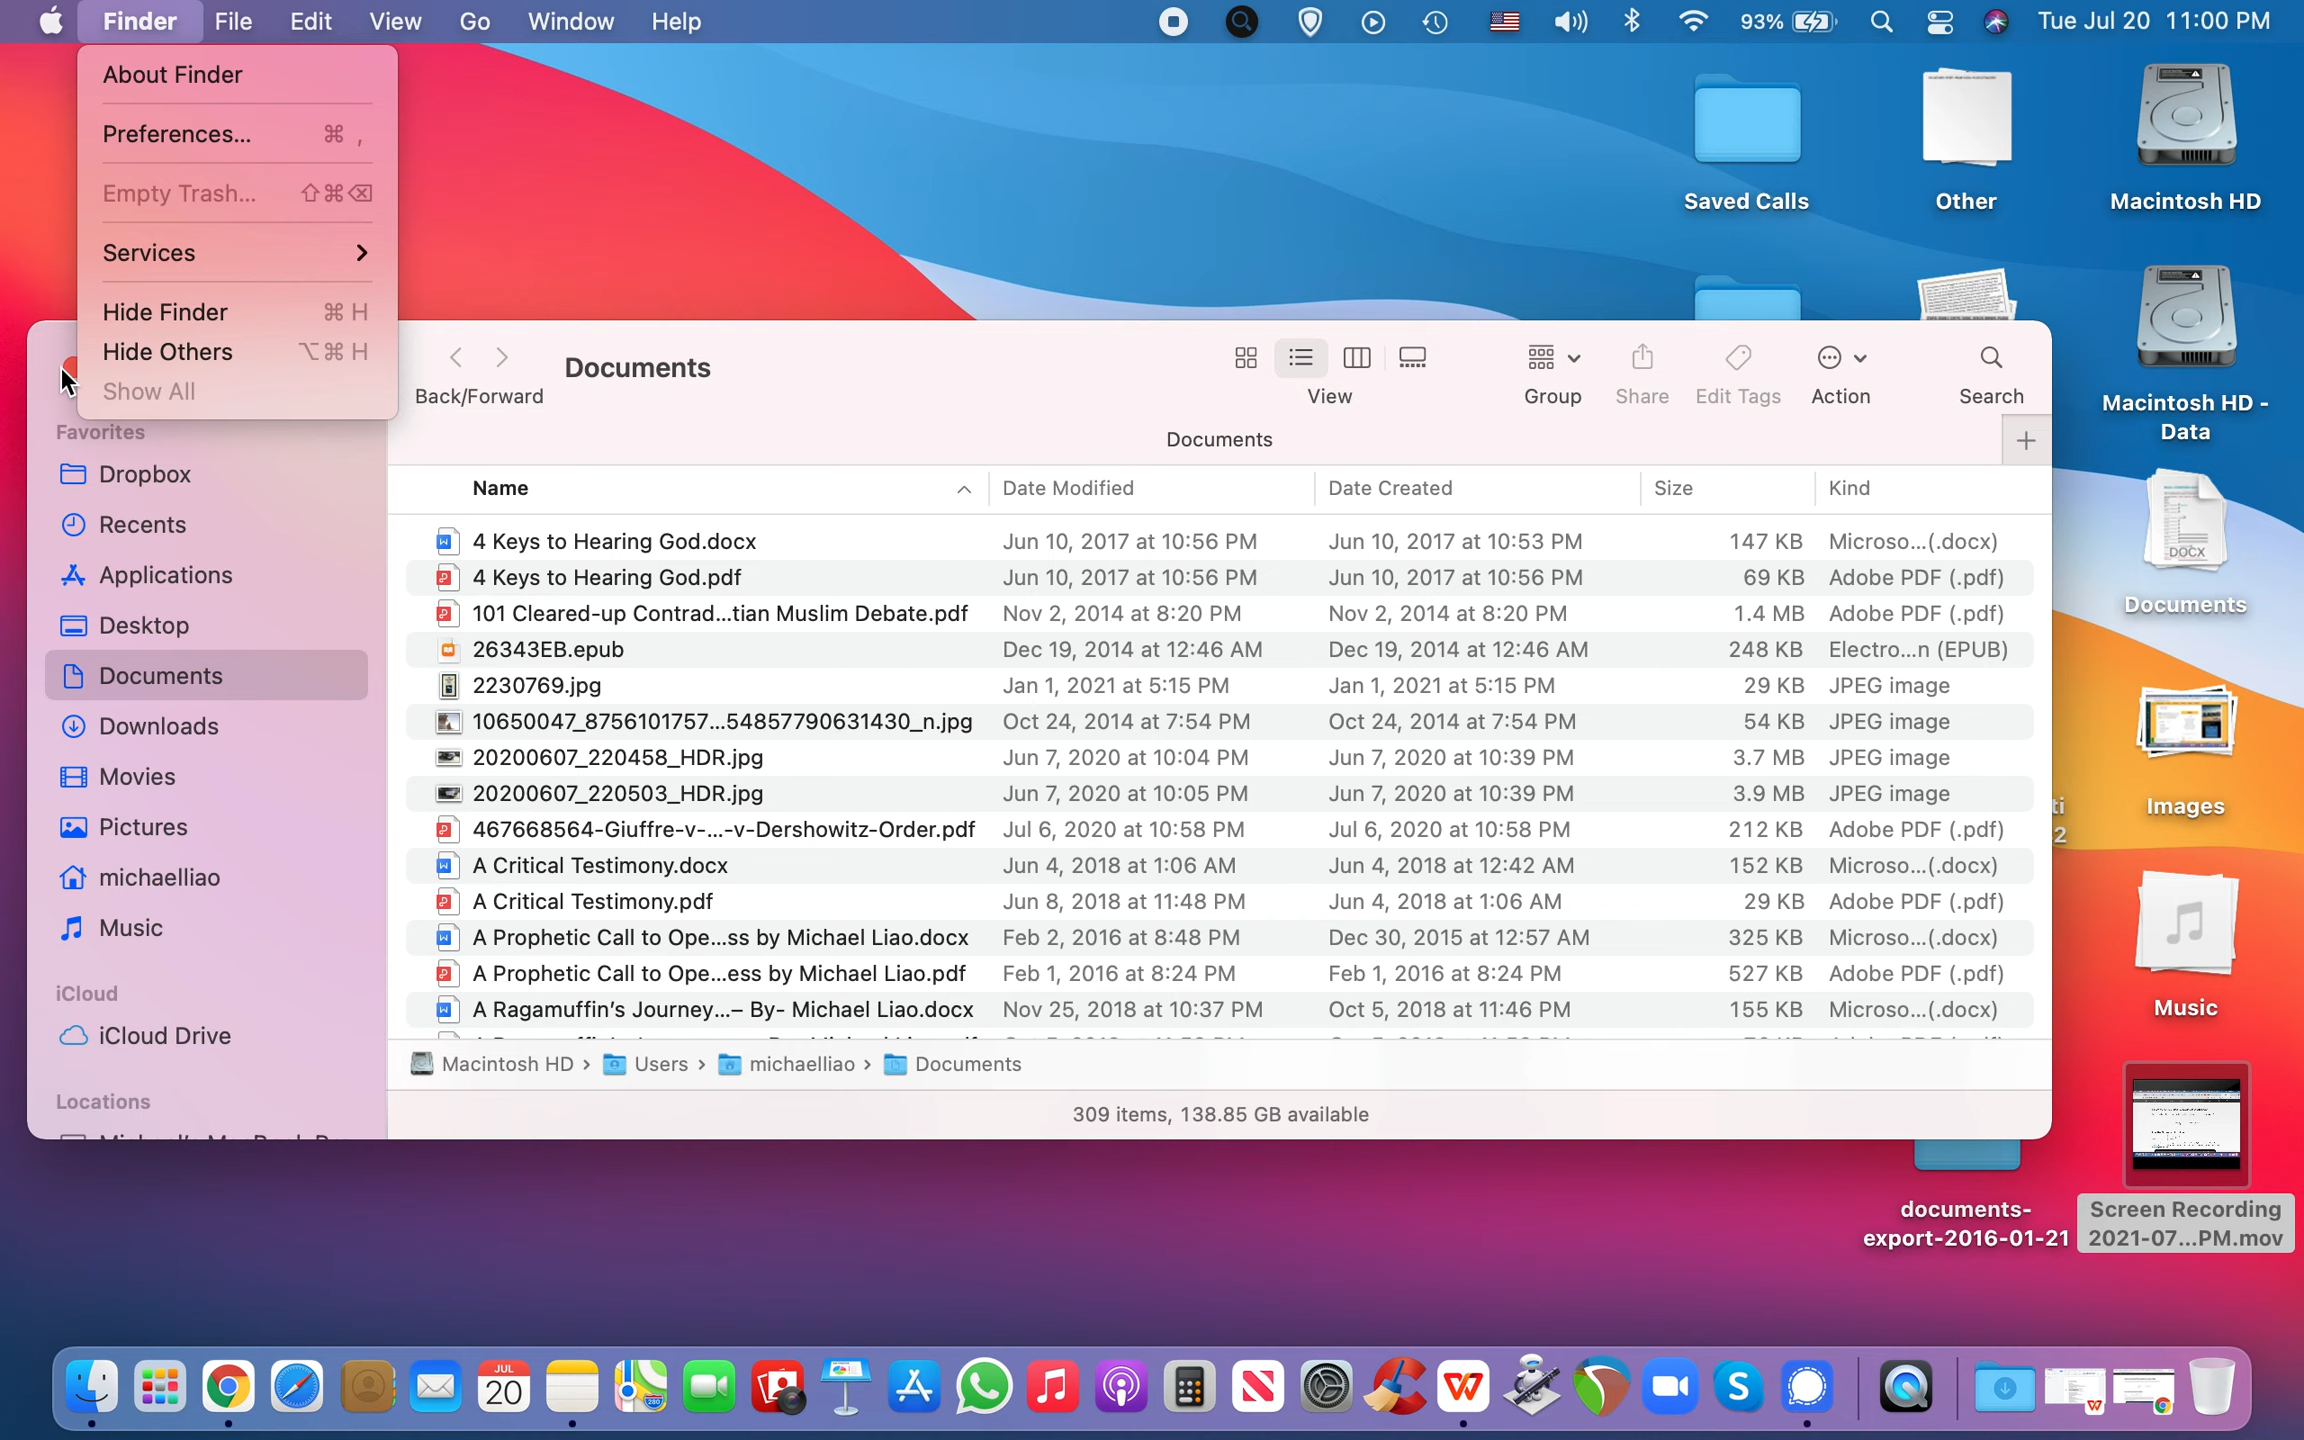 Finder File Edit View Go Window Help 93% Tue Jul 20 11:00 PM
About Finder
Preferences... ⌘ ,
Empty Trash... ⇧⌘⌫
Services
Hide Finder ⌘ H
Hide Others ⌥⌘ H
Show All
Saved Calls Other Macintosh HD
Macintosh HD -
Data
DOCX
Documents
Images
Music
documents-
export-2016-01-21
Screen Recording
2021-07...PM.mov
Back/Forward Documents View Group Share Edit Tags Action Search
Documents
Favorites
Dropbox
Recents
Applications
Desktop
Documents
Downloads
Movies
Pictures
michaelliao
Music
iCloud
iCloud Drive
Locations
Name Date Modified Date Created Size Kind
4 Keys to Hearing God.docx Jun 10, 2017 at 10:56 PM Jun 10, 2017 at 10:53 PM 147 KB Microso...(.docx)
4 Keys to Hearing God.pdf Jun 10, 2017 at 10:56 PM Jun 10, 2017 at 10:56 PM 69 KB Adobe PDF (.pdf)
101 Cleared-up Contrad...tian Muslim Debate.pdf Nov 2, 2014 at 8:20 PM Nov 2, 2014 at 8:20 PM 1.4 MB Adobe PDF (.pdf)
26343EB.epub Dec 19, 2014 at 12:46 AM Dec 19, 2014 at 12:46 AM 248 KB Electro...n (EPUB)
2230769.jpg Jan 1, 2021 at 5:15 PM Jan 1, 2021 at 5:15 PM 29 KB JPEG image
10650047_8756101757...54857790631430_n.jpg Oct 24, 2014 at 7:54 PM Oct 24, 2014 at 7:54 PM 54 KB JPEG image
20200607_220458_HDR.jpg Jun 7, 2020 at 10:04 PM Jun 7, 2020 at 10:39 PM 3.7 MB JPEG image
20200607_220503_HDR.jpg Jun 7, 2020 at 10:05 PM Jun 7, 2020 at 10:39 PM 3.9 MB JPEG image
467668564-Giuffre-v-...-v-Dershowitz-Order.pdf Jul 6, 2020 at 10:58 PM Jul 6, 2020 at 10:58 PM 212 KB Adobe PDF (.pdf)
A Critical Testimony.docx Jun 4, 2018 at 1:06 AM Jun 4, 2018 at 12:42 AM 152 KB Microso...(.docx)
A Critical Testimony.pdf Jun 8, 2018 at 11:48 PM Jun 4, 2018 at 1:06 AM 29 KB Adobe PDF (.pdf)
A Prophetic Call to Ope...ss by Michael Liao.docx Feb 2, 2016 at 8:48 PM Dec 30, 2015 at 12:57 AM 325 KB Microso...(.docx)
A Prophetic Call to Ope...ess by Michael Liao.pdf Feb 1, 2016 at 8:24 PM Feb 1, 2016 at 8:24 PM 527 KB Adobe PDF (.pdf)
A Ragamuffin's Journey...– By- Michael Liao.docx Nov 25, 2018 at 10:37 PM Oct 5, 2018 at 11:46 PM 155 KB Microso...(.docx)
Macintosh HD › Users › michaelliao › Documents
309 items, 138.85 GB available
JUL
20
280